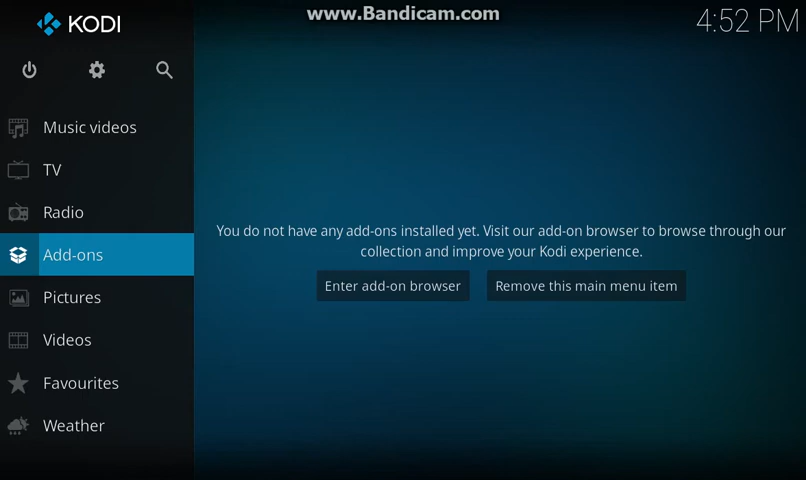 KODI
www.Bandicam.com
4:52 PM
Music videos
TV
Radio
Add-ons
Pictures
Videos
Favourites
Weather
You do not have any add-ons installed yet. Visit our add-on browser to browse through our
collection and improve your Kodi experience.
Enter add-on browser
Remove this main menu item